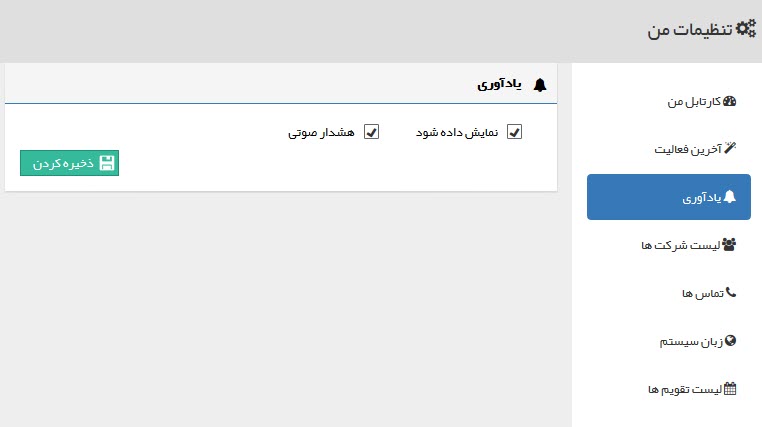 تنظیمات من
کارتابل من
آخرین فعالیت
یادآوری
لیست شرکت ها
تماس ها
زبان سیستم
لیست تقویم ها
یادآوری
نمایش داده شود
هشدار صوتی
ذخیره کردن